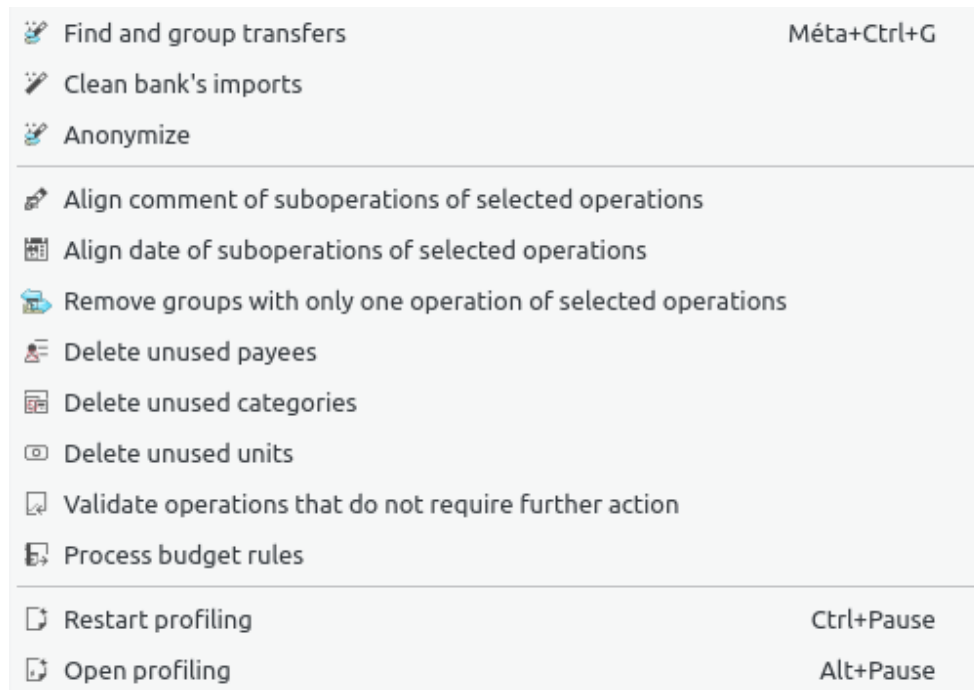 Find and group transfers Méta+Ctrl+G
Clean bank's imports
Anonymize
Align comment of suboperations of selected operations
Align date of suboperations of selected operations
Remove groups with only one operation of selected operations
Delete unused payees
Delete unused categories
Delete unused units
Validate operations that do not require further action
Process budget rules
Restart profiling Ctrl+Pause
Open profiling Alt+Pause